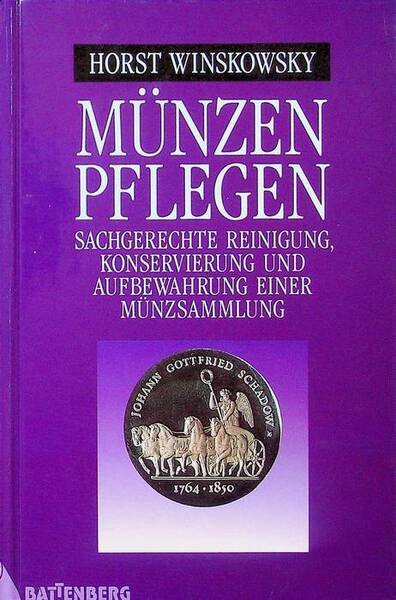 HORST WINSKOWSKY
MÜNZEN
PFLEGEN
SACHGERECHTE REINIGUNG,
KONSERVIERUNG UND
AUFBEWAHRUNG EINER
MÜNZSAMMLUNG
JOHANN GOTTFRIED SCHADOW
1764 · 1850
BATTENBERG